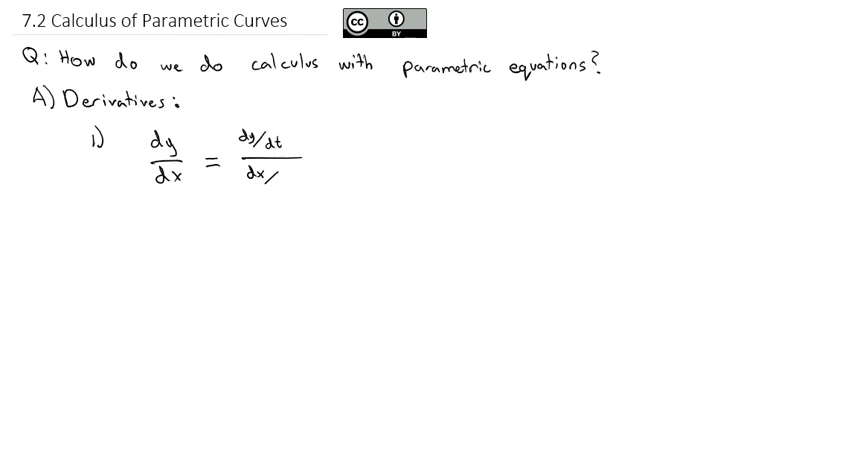 7.2 Calculus of Parametric Curves
cc BY
Q: How do we do calculus with parametric equations?
A) Derivatives:
1) dy/dx = (dy/dt)/(dx/